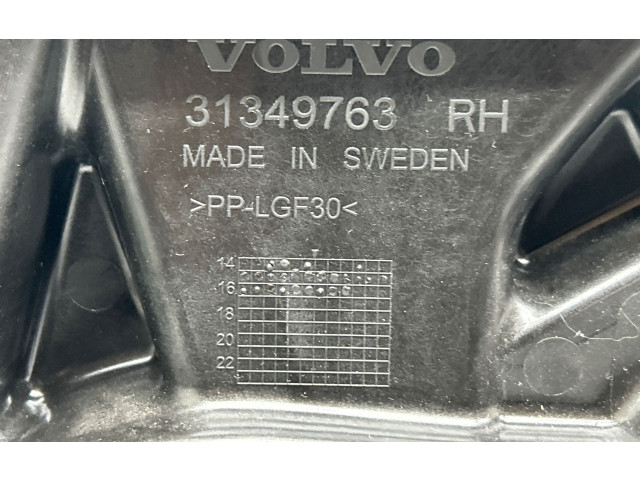 VOLVO
31349763 RH
MADE IN SWEDEN
>PP-LGF30<
14
16
18
20
22